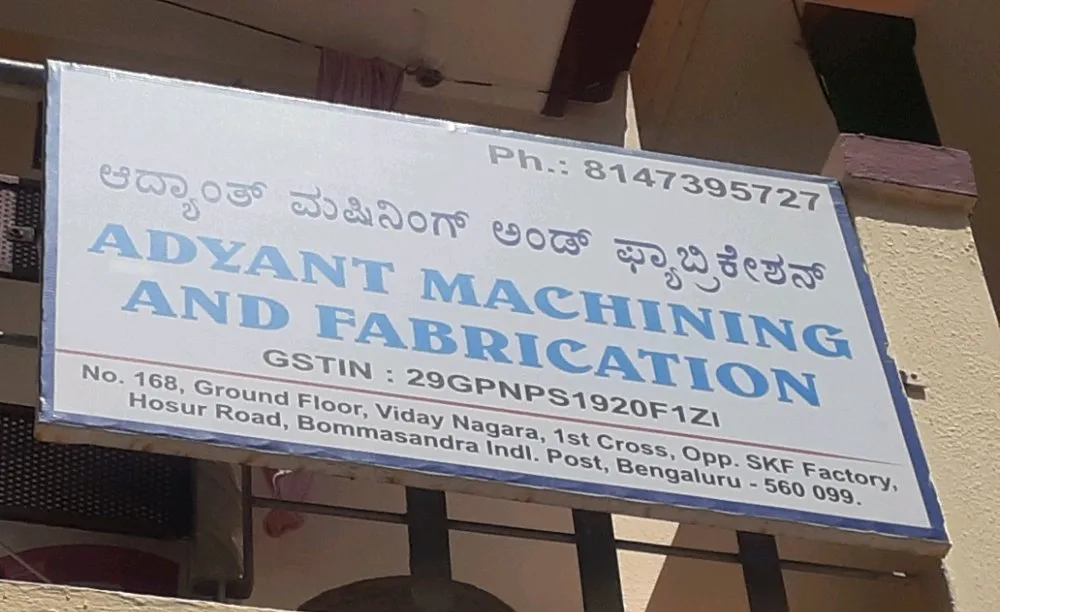 Ph.: 8147395727
ಆದ್ಯಾಂತ್ ಮಷಿನಿಂಗ್ ಅಂಡ್ ಫ್ಯಾಬ್ರಿಕೇಶನ್
ADYANT MACHINING
AND FABRICATION
GSTIN : 29GPNPS1920F1ZI
No. 168, Ground Floor, Viday Nagara, 1st Cross, Opp. SKF Factory,
Hosur Road, Bommasandra Indl. Post, Bengaluru - 560 099.